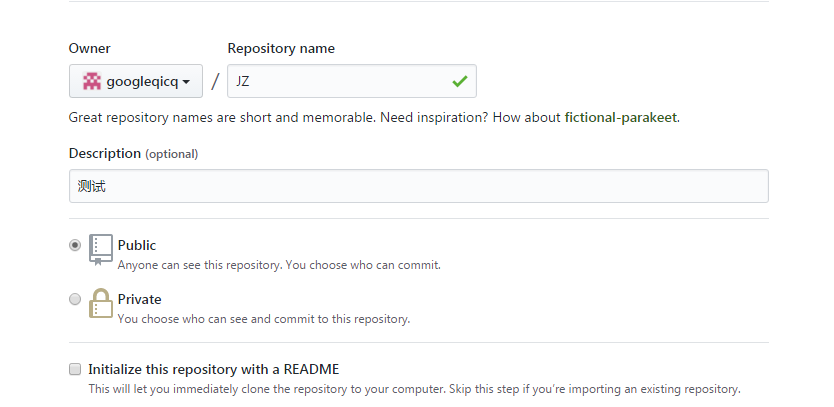 Owner Repository name
googleqicq / JZ
Great repository names are short and memorable. Need inspiration? How about fictional-parakeet.
Description (optional)
测试
Public
Anyone can see this repository. You choose who can commit.
Private
You choose who can see and commit to this repository.
Initialize this repository with a README
This will let you immediately clone the repository to your computer. Skip this step if you’re importing an existing repository.